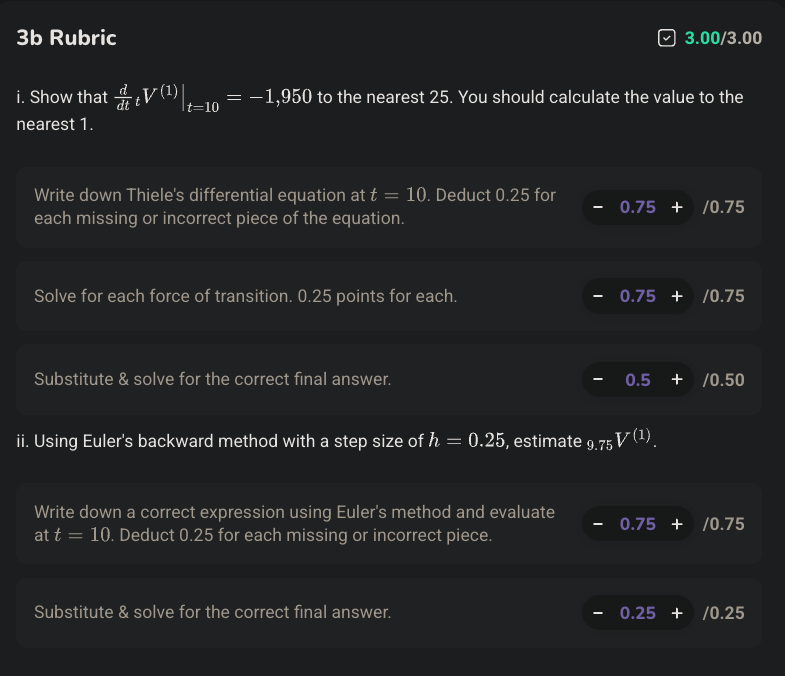 3b Rubric
3.00/3.00
i. Show that $\frac{d}{dt} {}_tV^{(1)}\big|_{t=10} = -1,950$ to the nearest 25. You should calculate the value to the
nearest 1.
Write down Thiele's differential equation at $t = 10$. Deduct 0.25 for
each missing or incorrect piece of the equation.
− 0.75 + /0.75
Solve for each force of transition. 0.25 points for each.
− 0.75 + /0.75
Substitute & solve for the correct final answer.
− 0.5 + /0.50
ii. Using Euler's backward method with a step size of $h = 0.25$, estimate ${}_{9.75}V^{(1)}$.
Write down a correct expression using Euler's method and evaluate
at $t = 10$. Deduct 0.25 for each missing or incorrect piece.
− 0.75 + /0.75
Substitute & solve for the correct final answer.
− 0.25 + /0.25